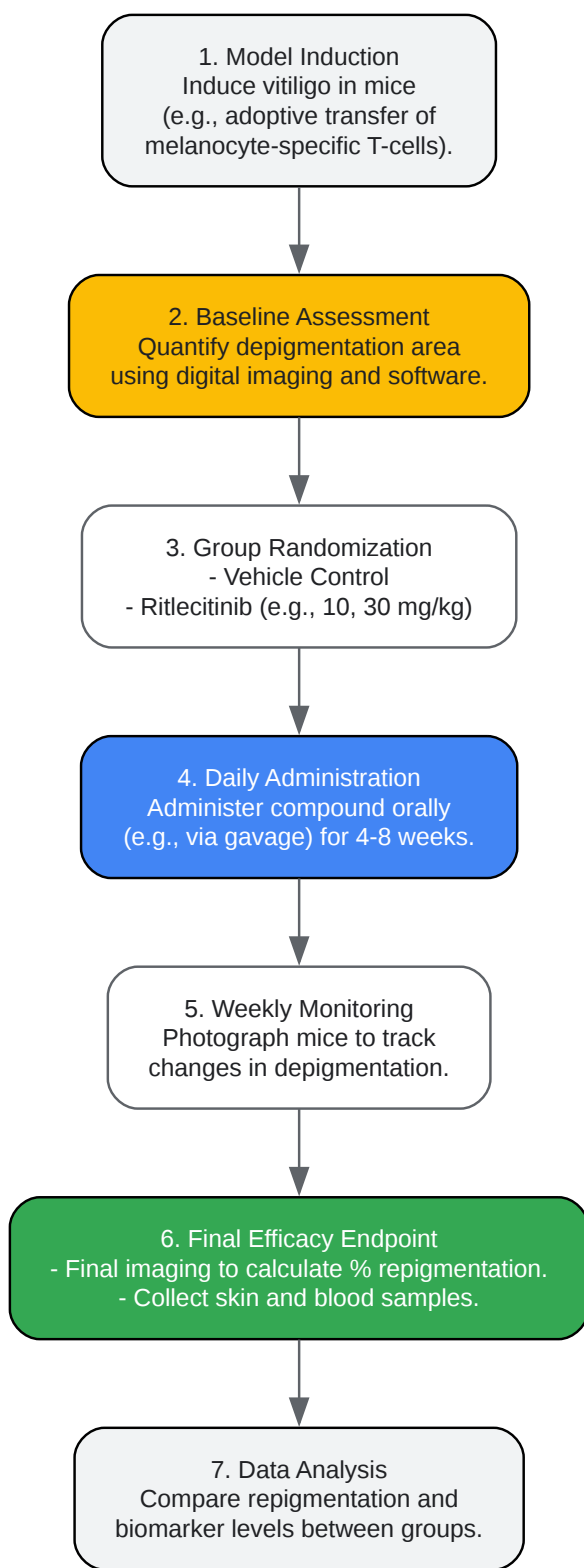 1. Model Induction
Induce vitiligo in mice
(e.g., adoptive transfer of
melanocyte-specific T-cells).
2. Baseline Assessment
Quantify depigmentation area
using digital imaging and software.
3. Group Randomization
- Vehicle Control
- Ritlecitinib (e.g., 10, 30 mg/kg)
4. Daily Administration
Administer compound orally
(e.g., via gavage) for 4-8 weeks.
5. Weekly Monitoring
Photograph mice to track
changes in depigmentation.
6. Final Efficacy Endpoint
- Final imaging to calculate % repigmentation.
- Collect skin and blood samples.
7. Data Analysis
Compare repigmentation and
biomarker levels between groups.